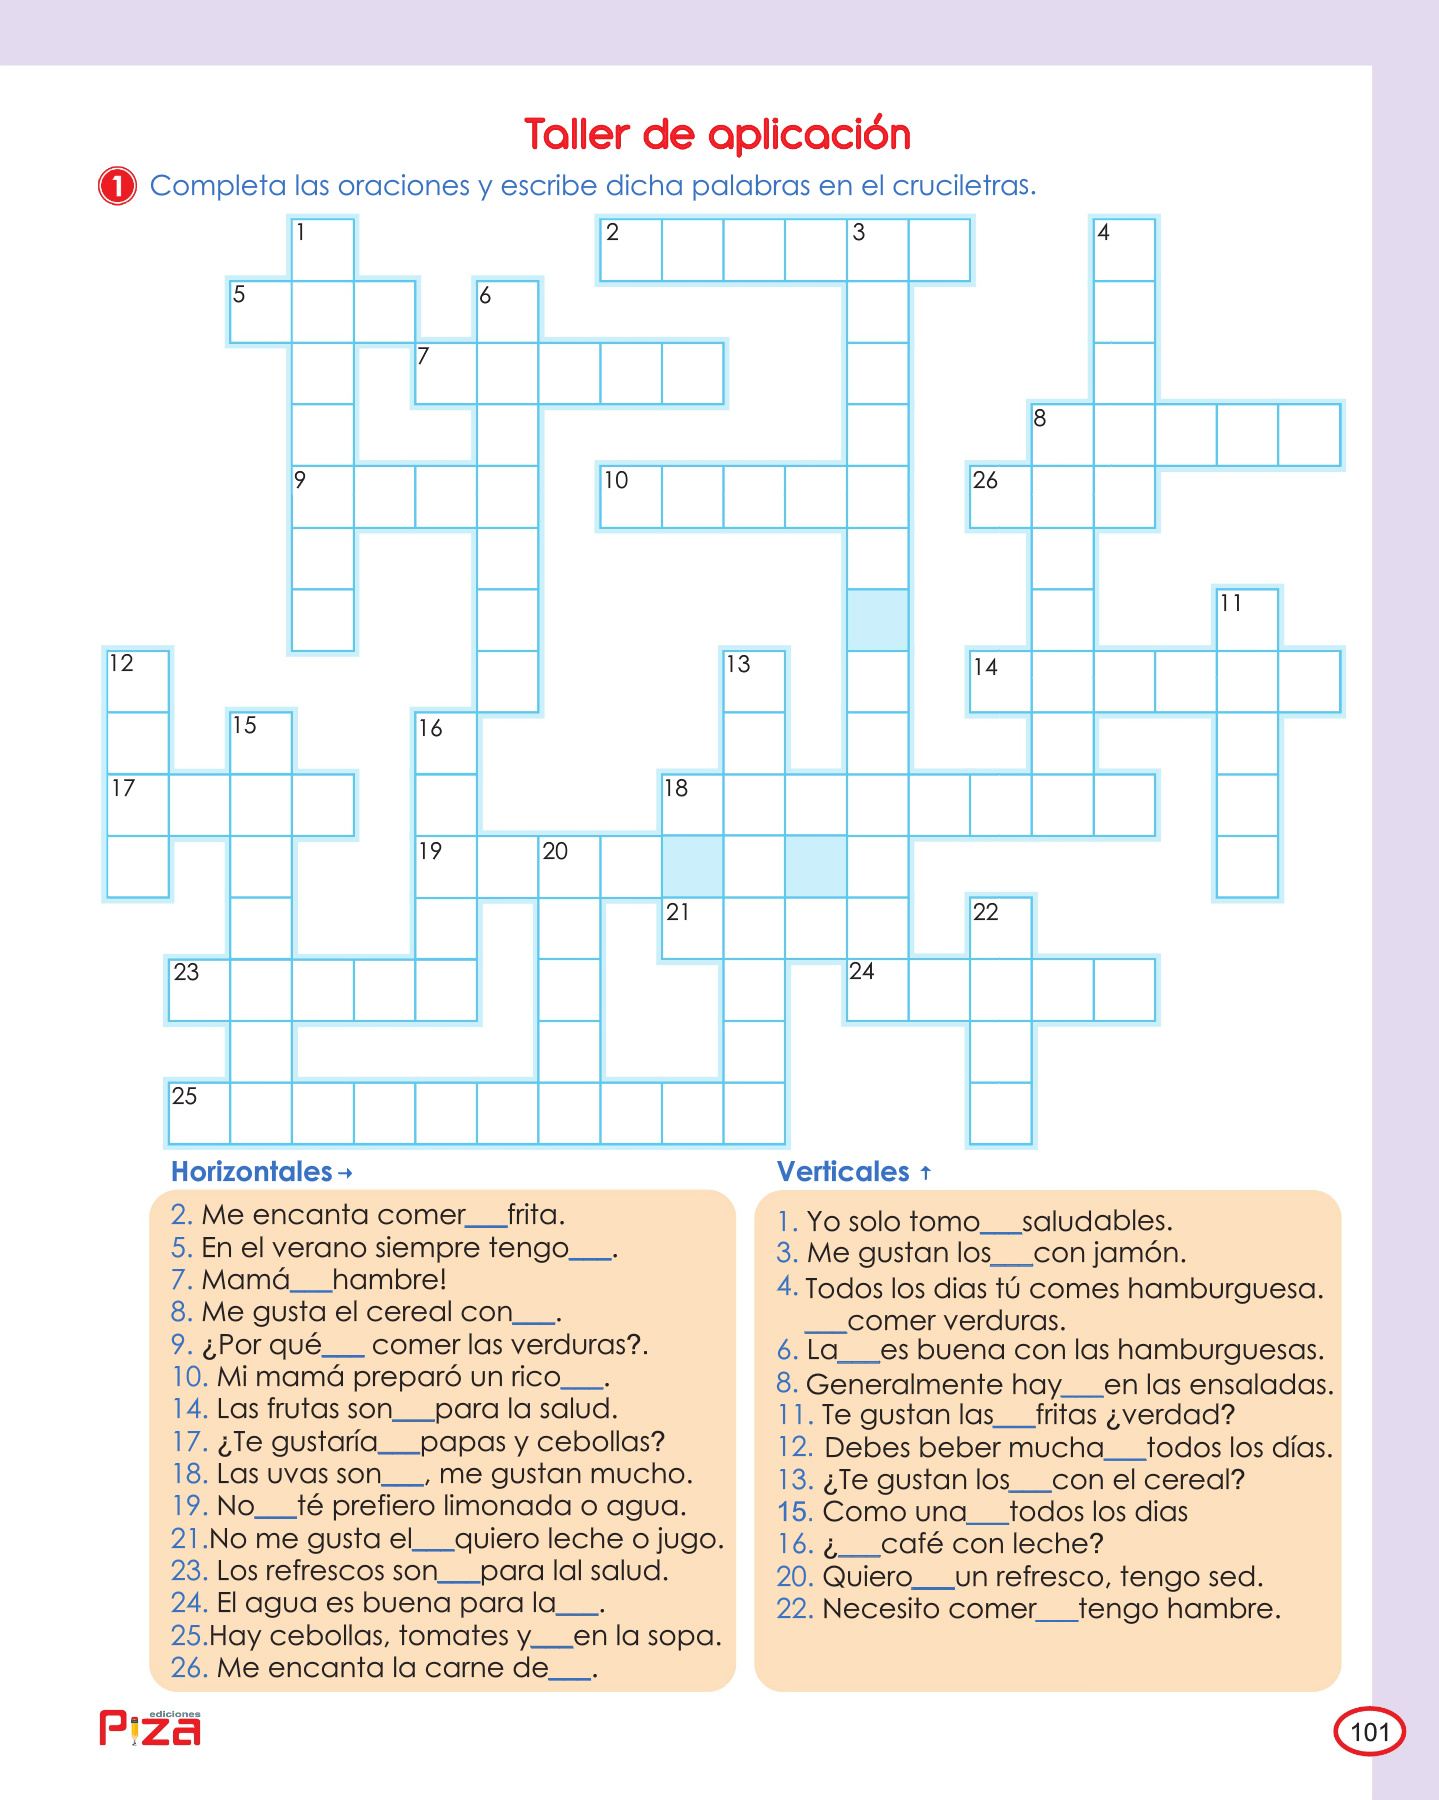 Taller de aplicación
1 Completa las oraciones y escribe dicha palabras en el cruciletras.
1 2 3 4
5 6
7
8
9 10 26
11
12 13 14
15 16
17 18
19 20
21 22
23 24
25
Horizontales
2. Me encanta comer___frita.
5. En el verano siempre tengo___.
7. Mamá___hambre!
8. Me gusta el cereal con___.
9. ¿Por qué___ comer las verduras?.
10. Mi mamá preparó un rico___.
14. Las frutas son___para la salud.
17. ¿Te gustaría___papas y cebollas?
18. Las uvas son___, me gustan mucho.
19. No___té prefiero limonada o agua.
21.No me gusta el___quiero leche o jugo.
23. Los refrescos son___para lal salud.
24. El agua es buena para la___.
25.Hay cebollas, tomates y___en la sopa.
26. Me encanta la carne de___.
Verticales
1. Yo solo tomo___saludables.
3. Me gustan los___con jamón.
4. Todos los dias tú comes hamburguesa.
___comer verduras.
6. La___es buena con las hamburguesas.
8. Generalmente hay___en las ensaladas.
11. Te gustan las___fritas ¿verdad?
12. Debes beber mucha___todos los días.
13. ¿Te gustan los___con el cereal?
15. Como una___todos los dias
16. ¿___café con leche?
20. Quiero___un refresco, tengo sed.
22. Necesito comer___tengo hambre.
ediciones
Piza
101